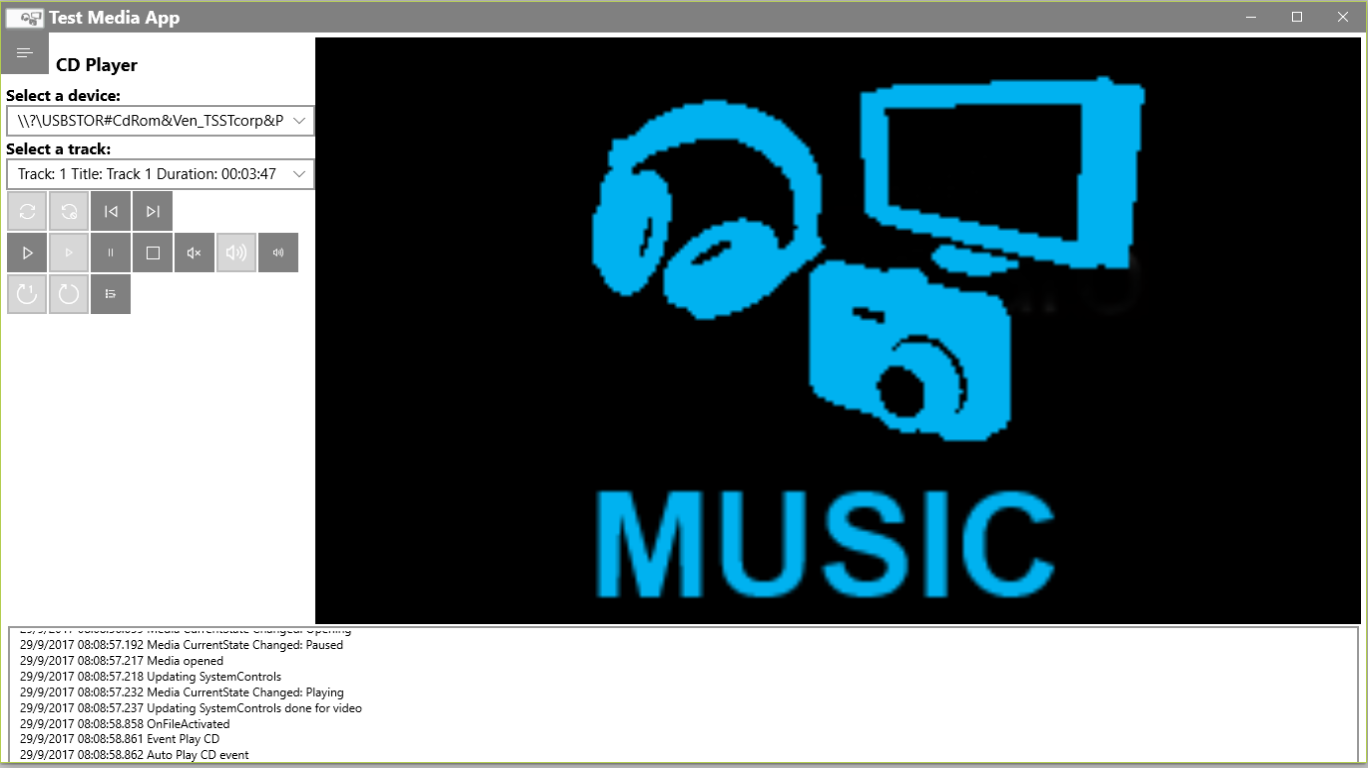 Test Media App
CD Player
Select a device:
\\?\USBSTOR#CdRom&Ven_TSSTcorp&P
Select a track:
Track: 1 Title: Track 1 Duration: 00:03:47
MUSIC
Media CurrentState Changed: Opening
29/9/2017 08:08:57.192 Media CurrentState Changed: Paused
29/9/2017 08:08:57.217 Media opened
29/9/2017 08:08:57.218 Updating SystemControls
29/9/2017 08:08:57.232 Media CurrentState Changed: Playing
29/9/2017 08:08:57.237 Updating SystemControls done for video
29/9/2017 08:08:58.858 OnFileActivated
29/9/2017 08:08:58.861 Event Play CD
29/9/2017 08:08:58.862 Auto Play CD event